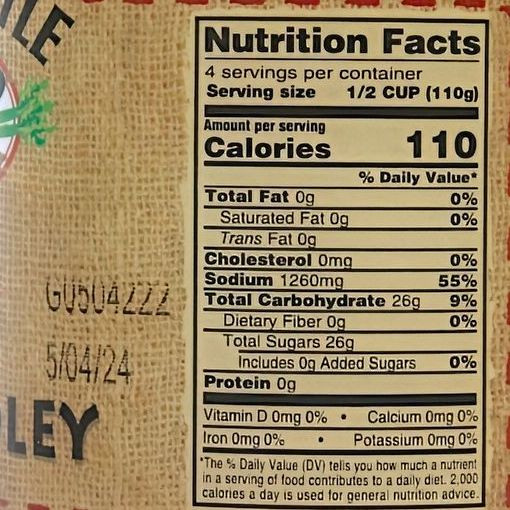 ILE
G0504222
5/04/24
LEY
Nutrition Facts
4 servings per container
Serving size 1/2 CUP (110g)
Amount per serving
Calories 110
% Daily Value*
Total Fat 0g 0%
Saturated Fat 0g 0%
Trans Fat 0g
Cholesterol 0mg 0%
Sodium 1260mg 55%
Total Carbohydrate 26g 9%
Dietary Fiber 0g 0%
Total Sugars 26g
Includes 0g Added Sugars 0%
Protein 0g
Vitamin D 0mg 0% • Calcium 0mg 0%
Iron 0mg 0% • Potassium 0mg 0%
*The % Daily Value (DV) tells you how much a nutrient
in a serving of food contributes to a daily diet. 2,000
calories a day is used for general nutrition advice.